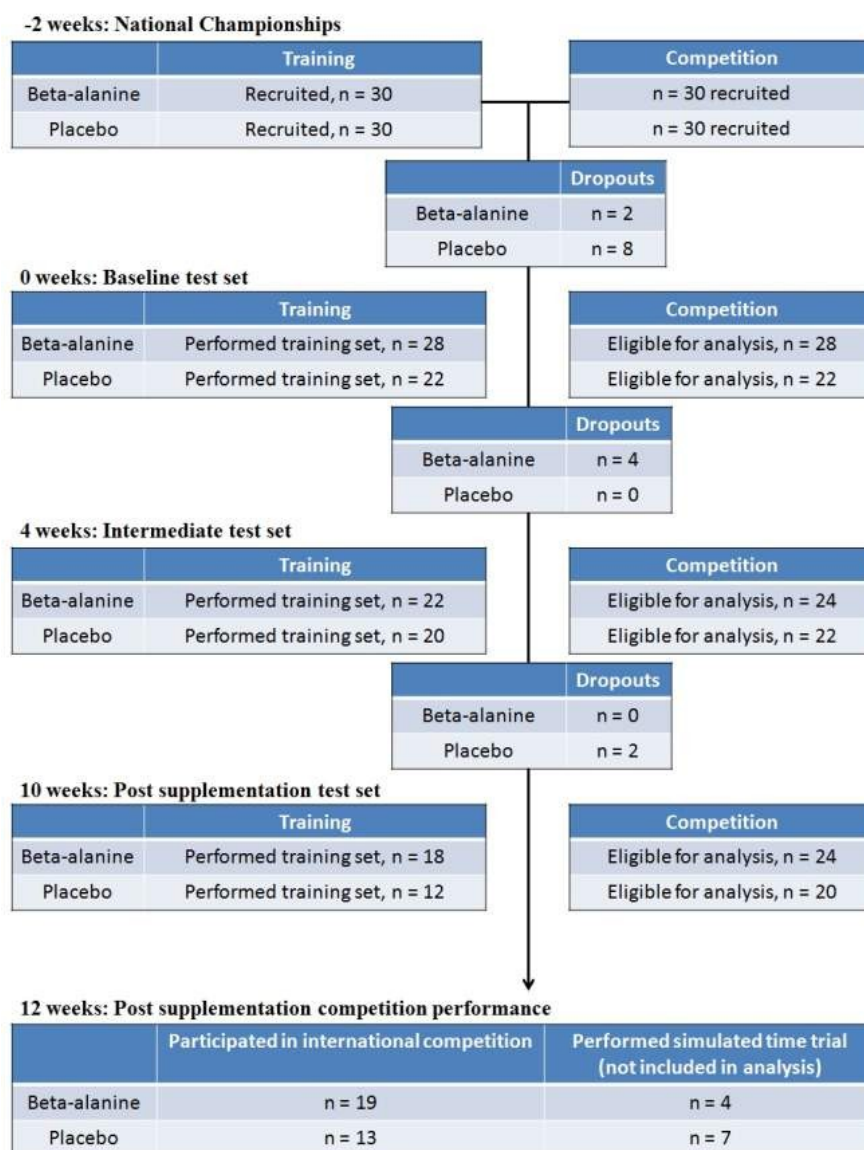 -2 weeks: National Championships
Training
Beta-alanine Recruited, n = 30
Placebo Recruited, n = 30
Competition
n = 30 recruited
n = 30 recruited
Dropouts
Beta-alanine n = 2
Placebo n = 8
0 weeks: Baseline test set
Training
Beta-alanine Performed training set, n = 28
Placebo Performed training set, n = 22
Competition
Eligible for analysis, n = 28
Eligible for analysis, n = 22
Dropouts
Beta-alanine n = 4
Placebo n = 0
4 weeks: Intermediate test set
Training
Beta-alanine Performed training set, n = 22
Placebo Performed training set, n = 20
Competition
Eligible for analysis, n = 24
Eligible for analysis, n = 22
Dropouts
Beta-alanine n = 0
Placebo n = 2
10 weeks: Post supplementation test set
Training
Beta-alanine Performed training set, n = 18
Placebo Performed training set, n = 12
Competition
Eligible for analysis, n = 24
Eligible for analysis, n = 20
12 weeks: Post supplementation competition performance
Participated in international competition
Performed simulated time trial
(not included in analysis)
Beta-alanine n = 19 n = 4
Placebo n = 13 n = 7